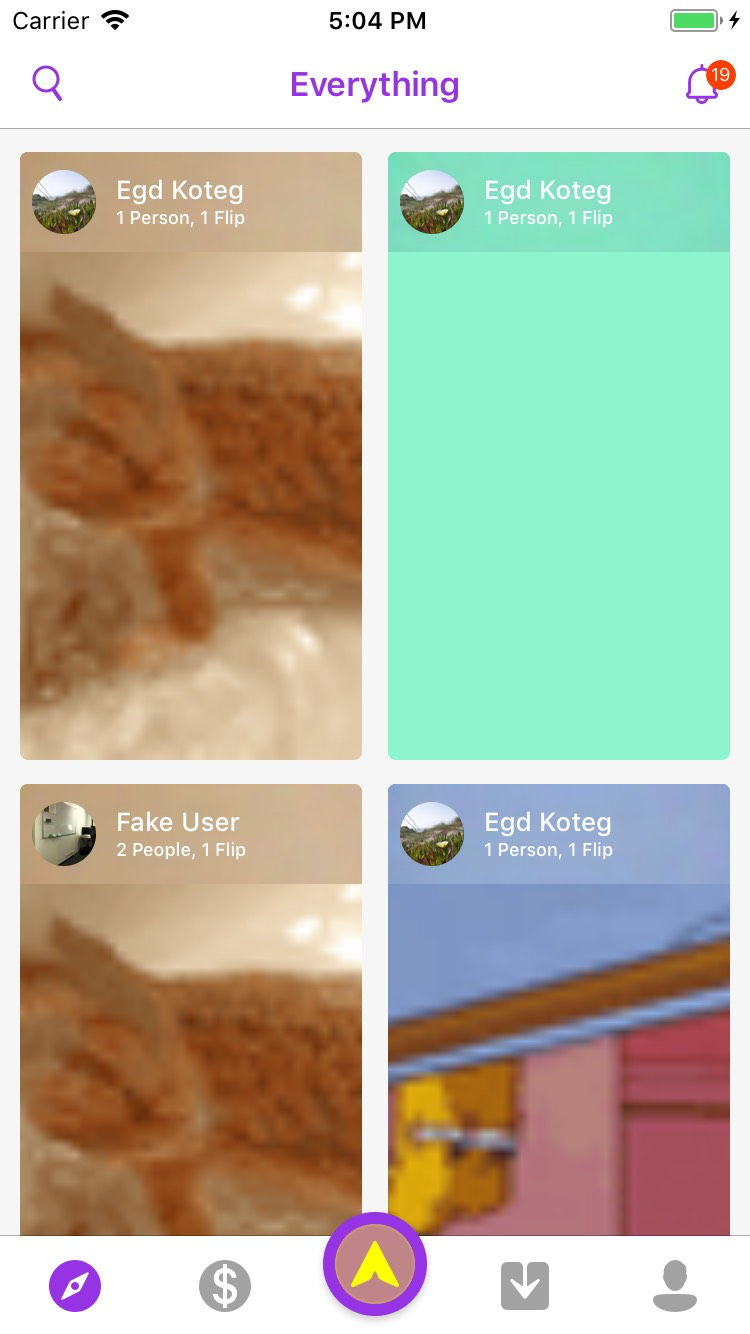 Carrier 5:04 PM
Everything
19
Egd Koteg
1 Person, 1 Flip
Egd Koteg
1 Person, 1 Flip
Fake User
2 People, 1 Flip
Egd Koteg
1 Person, 1 Flip
$